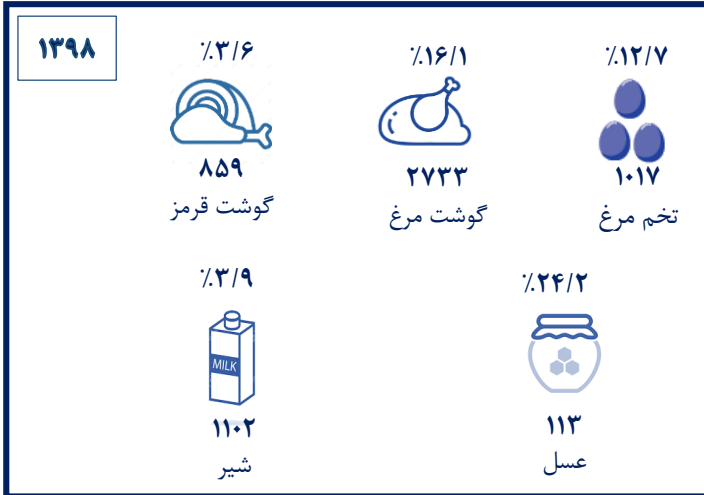 ۱۳۹۸
٪۱۲/۷
۱۰۱۷
تخم مرغ
٪۱۶/۱
۲۷۳۳
گوشت مرغ
٪۳/۶
۸۵۹
گوشت قرمز
٪۲۴/۲
۱۱۳
عسل
٪۳/۹
MILK
۱۱۰۲
شیر